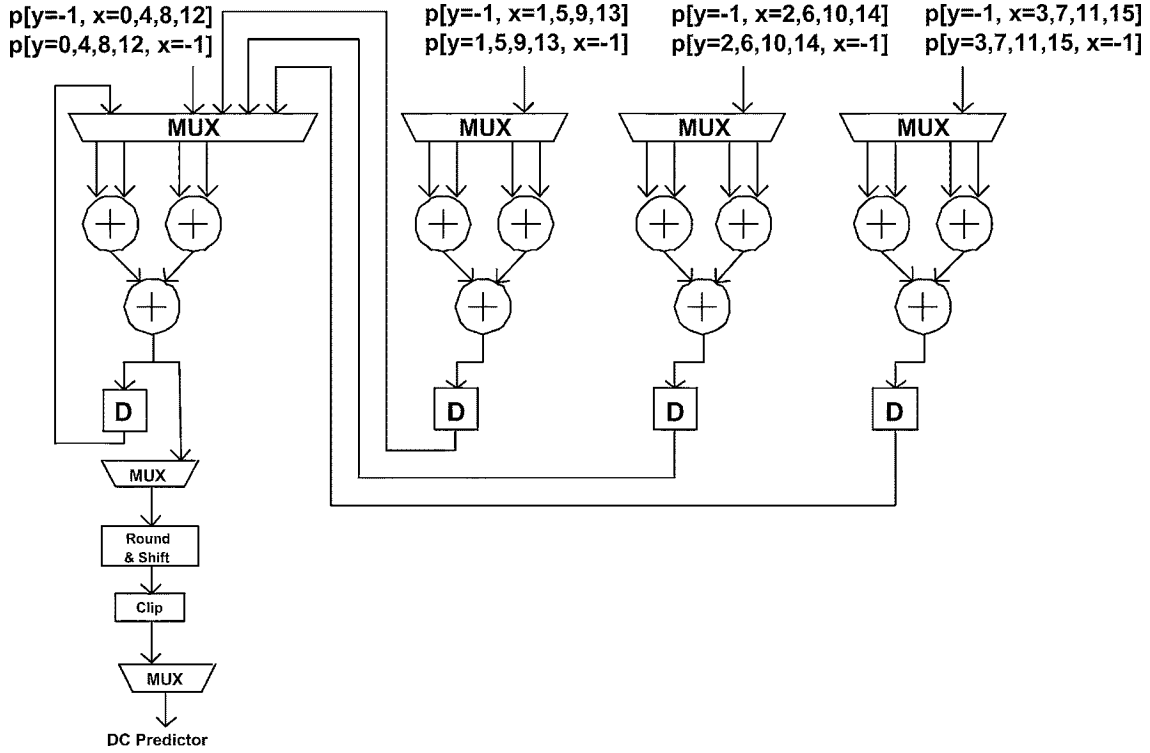 p[y=-1, x=0,4,8,12]
p[y=0,4,8,12, x=-1]
p[y=-1, x=1,5,9,13]
p[y=1,5,9,13, x=-1]
p[y=-1, x=2,6,10,14]
p[y=2,6,10,14, x=-1]
p[y=-1, x=3,7,11,15]
p[y=3,7,11,15, x=-1]
MUX
MUX
MUX
MUX
D
D
D
D
MUX
Round
& Shift
Clip
MUX
DC Predictor